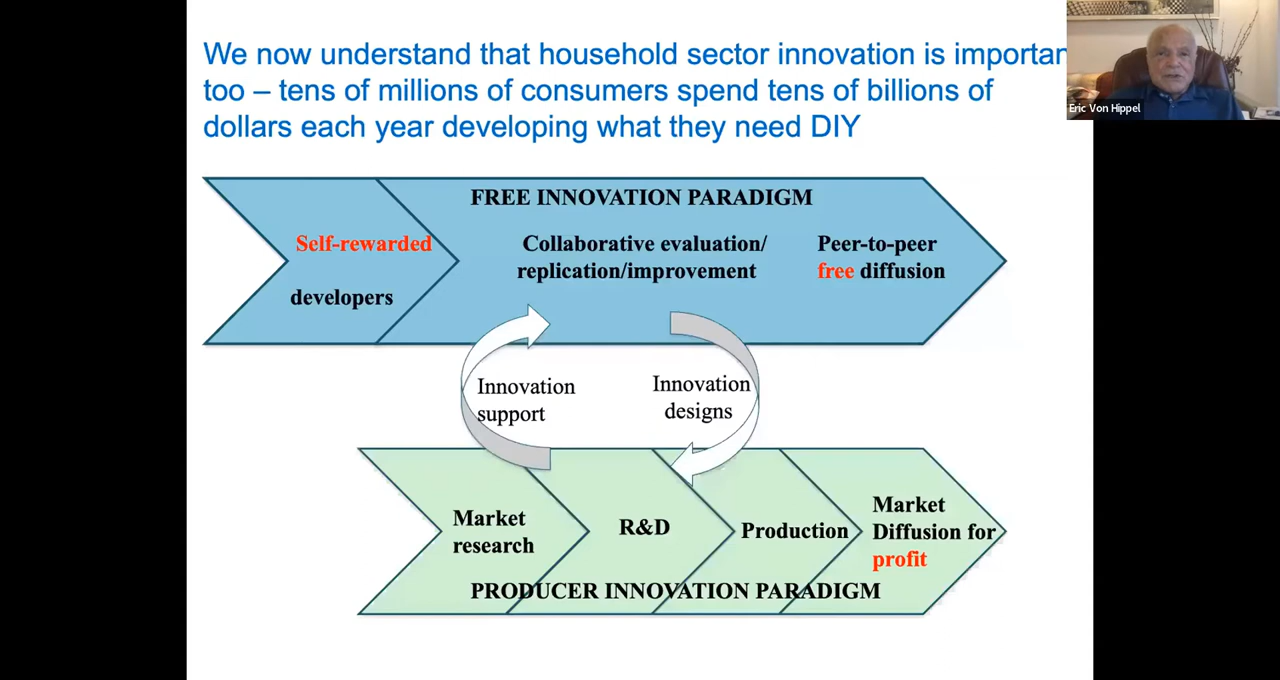 We now understand that household sector innovation is importan
too – tens of millions of consumers spend tens of billions of
dollars each year developing what they need DIY
Eric Von Hippel
FREE INNOVATION PARADIGM
Self-rewarded
developers
Collaborative evaluation/
replication/improvement
Peer-to-peer
free diffusion
Innovation
support
Innovation
designs
Market
research
R&D
Production
Market
Diffusion for
profit
PRODUCER INNOVATION PARADIGM